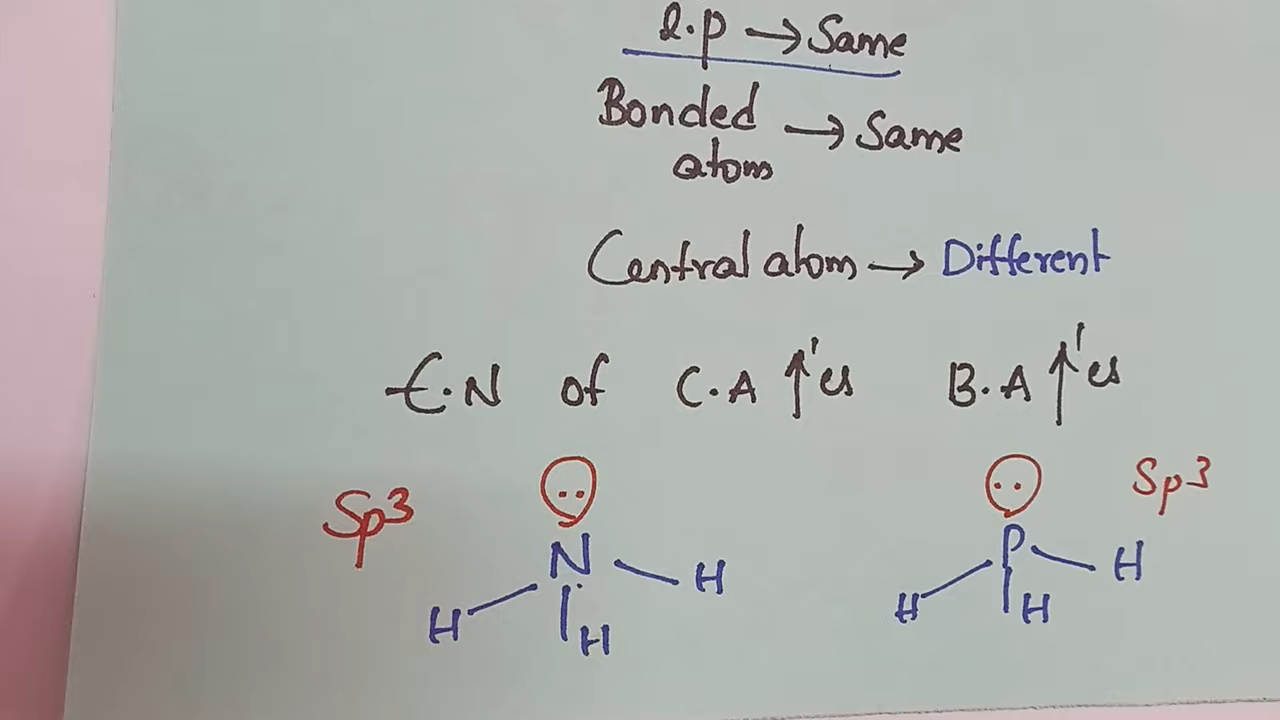 l.p → Same
Bonded atom → Same
Central atom → Different
E.N of C.A ↑'es B.A ↑'es
Sp3 •• •• Sp3
N P
H H H H
H H